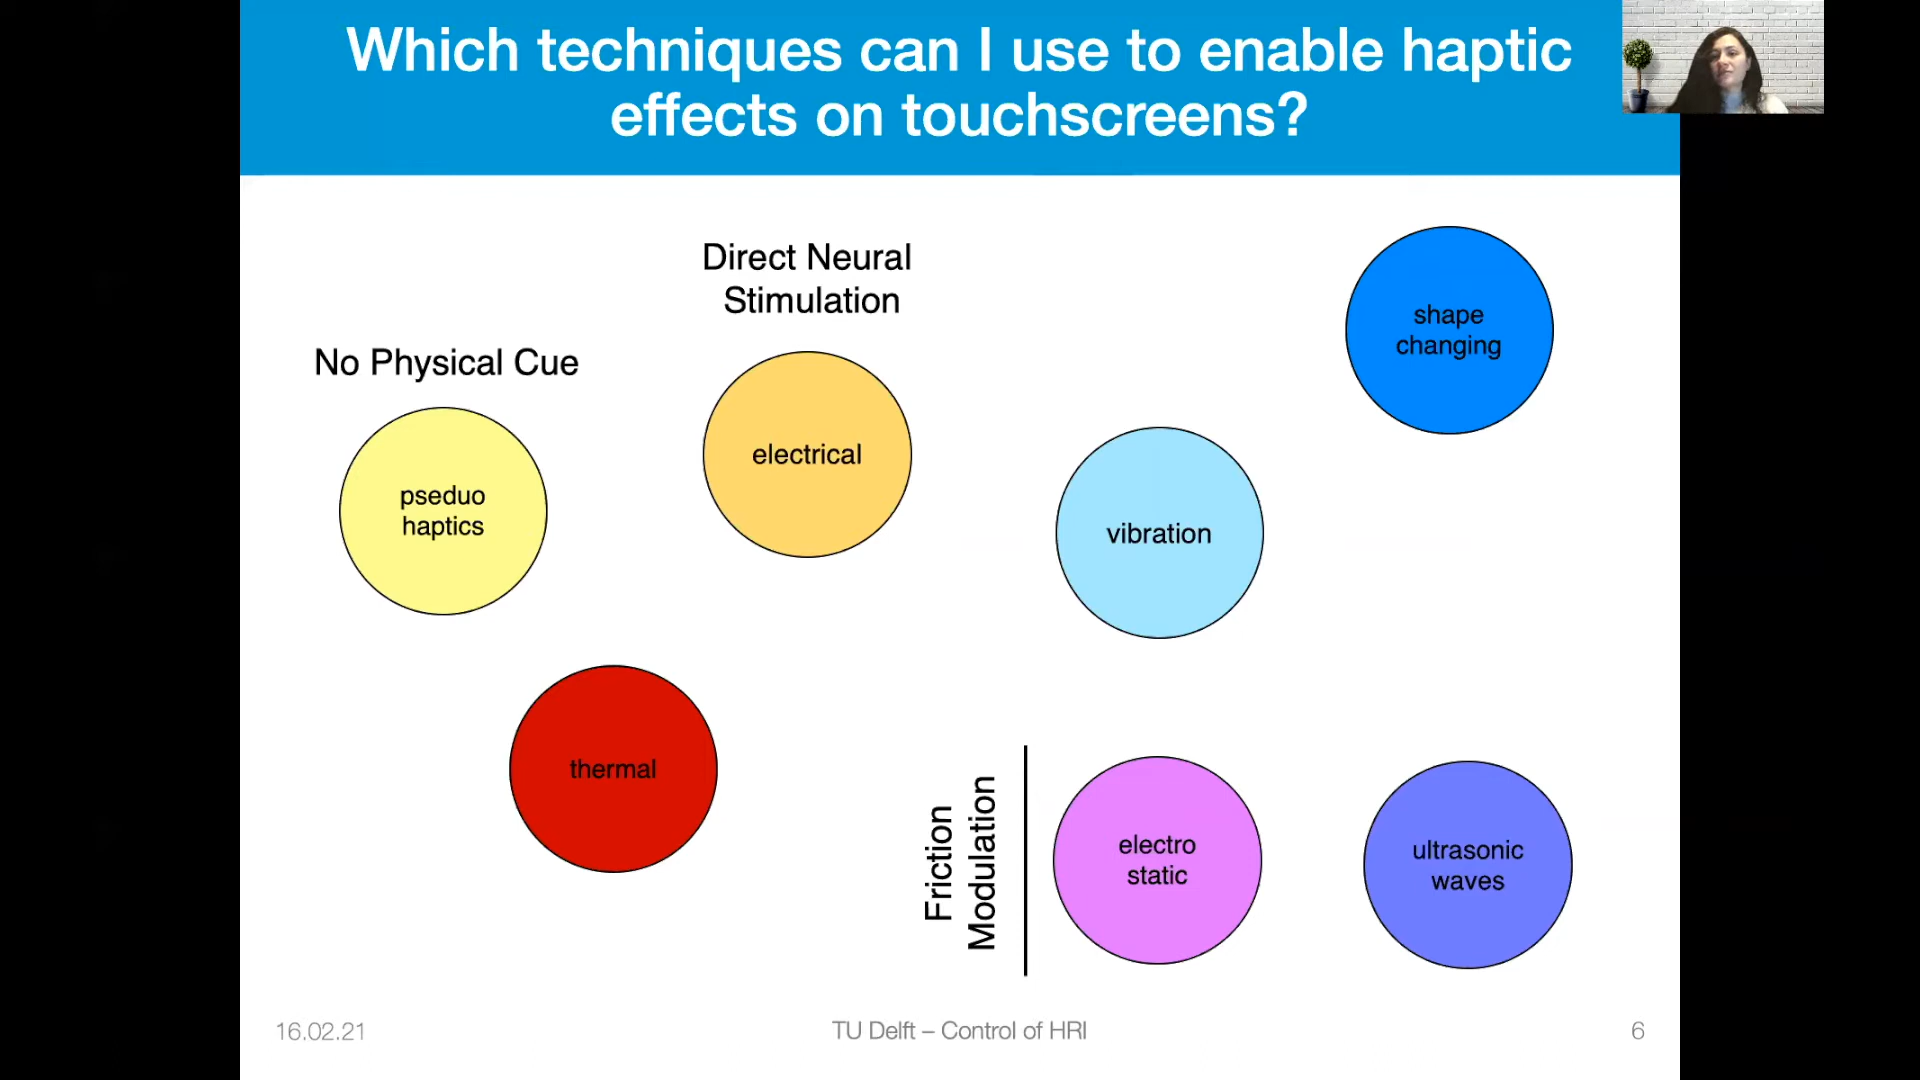 Which techniques can I use to enable haptic
effects on touchscreens?
Direct Neural
Stimulation
No Physical Cue
shape
changing
electrical
pseduo
haptics
vibration
thermal
Friction
Modulation
electro
static
ultrasonic
waves
16.02.21
TU Delft – Control of HRI
6